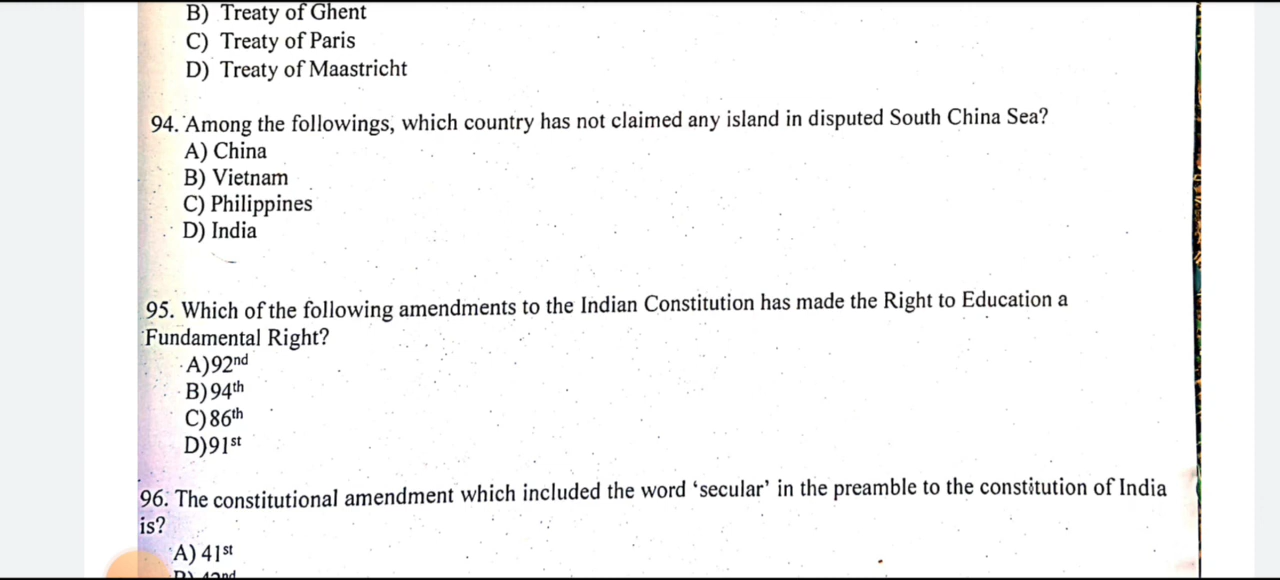 B) Treaty of Ghent
C) Treaty of Paris
D) Treaty of Maastricht
94. Among the followings, which country has not claimed any island in disputed South China Sea?
A) China
B) Vietnam
C) Philippines
D) India
95. Which of the following amendments to the Indian Constitution has made the Right to Education a
Fundamental Right?
A)92nd
B)94th
C)86th
D)91st
96. The constitutional amendment which included the word ‘secular’ in the preamble to the constitution of India
is?
A) 41st